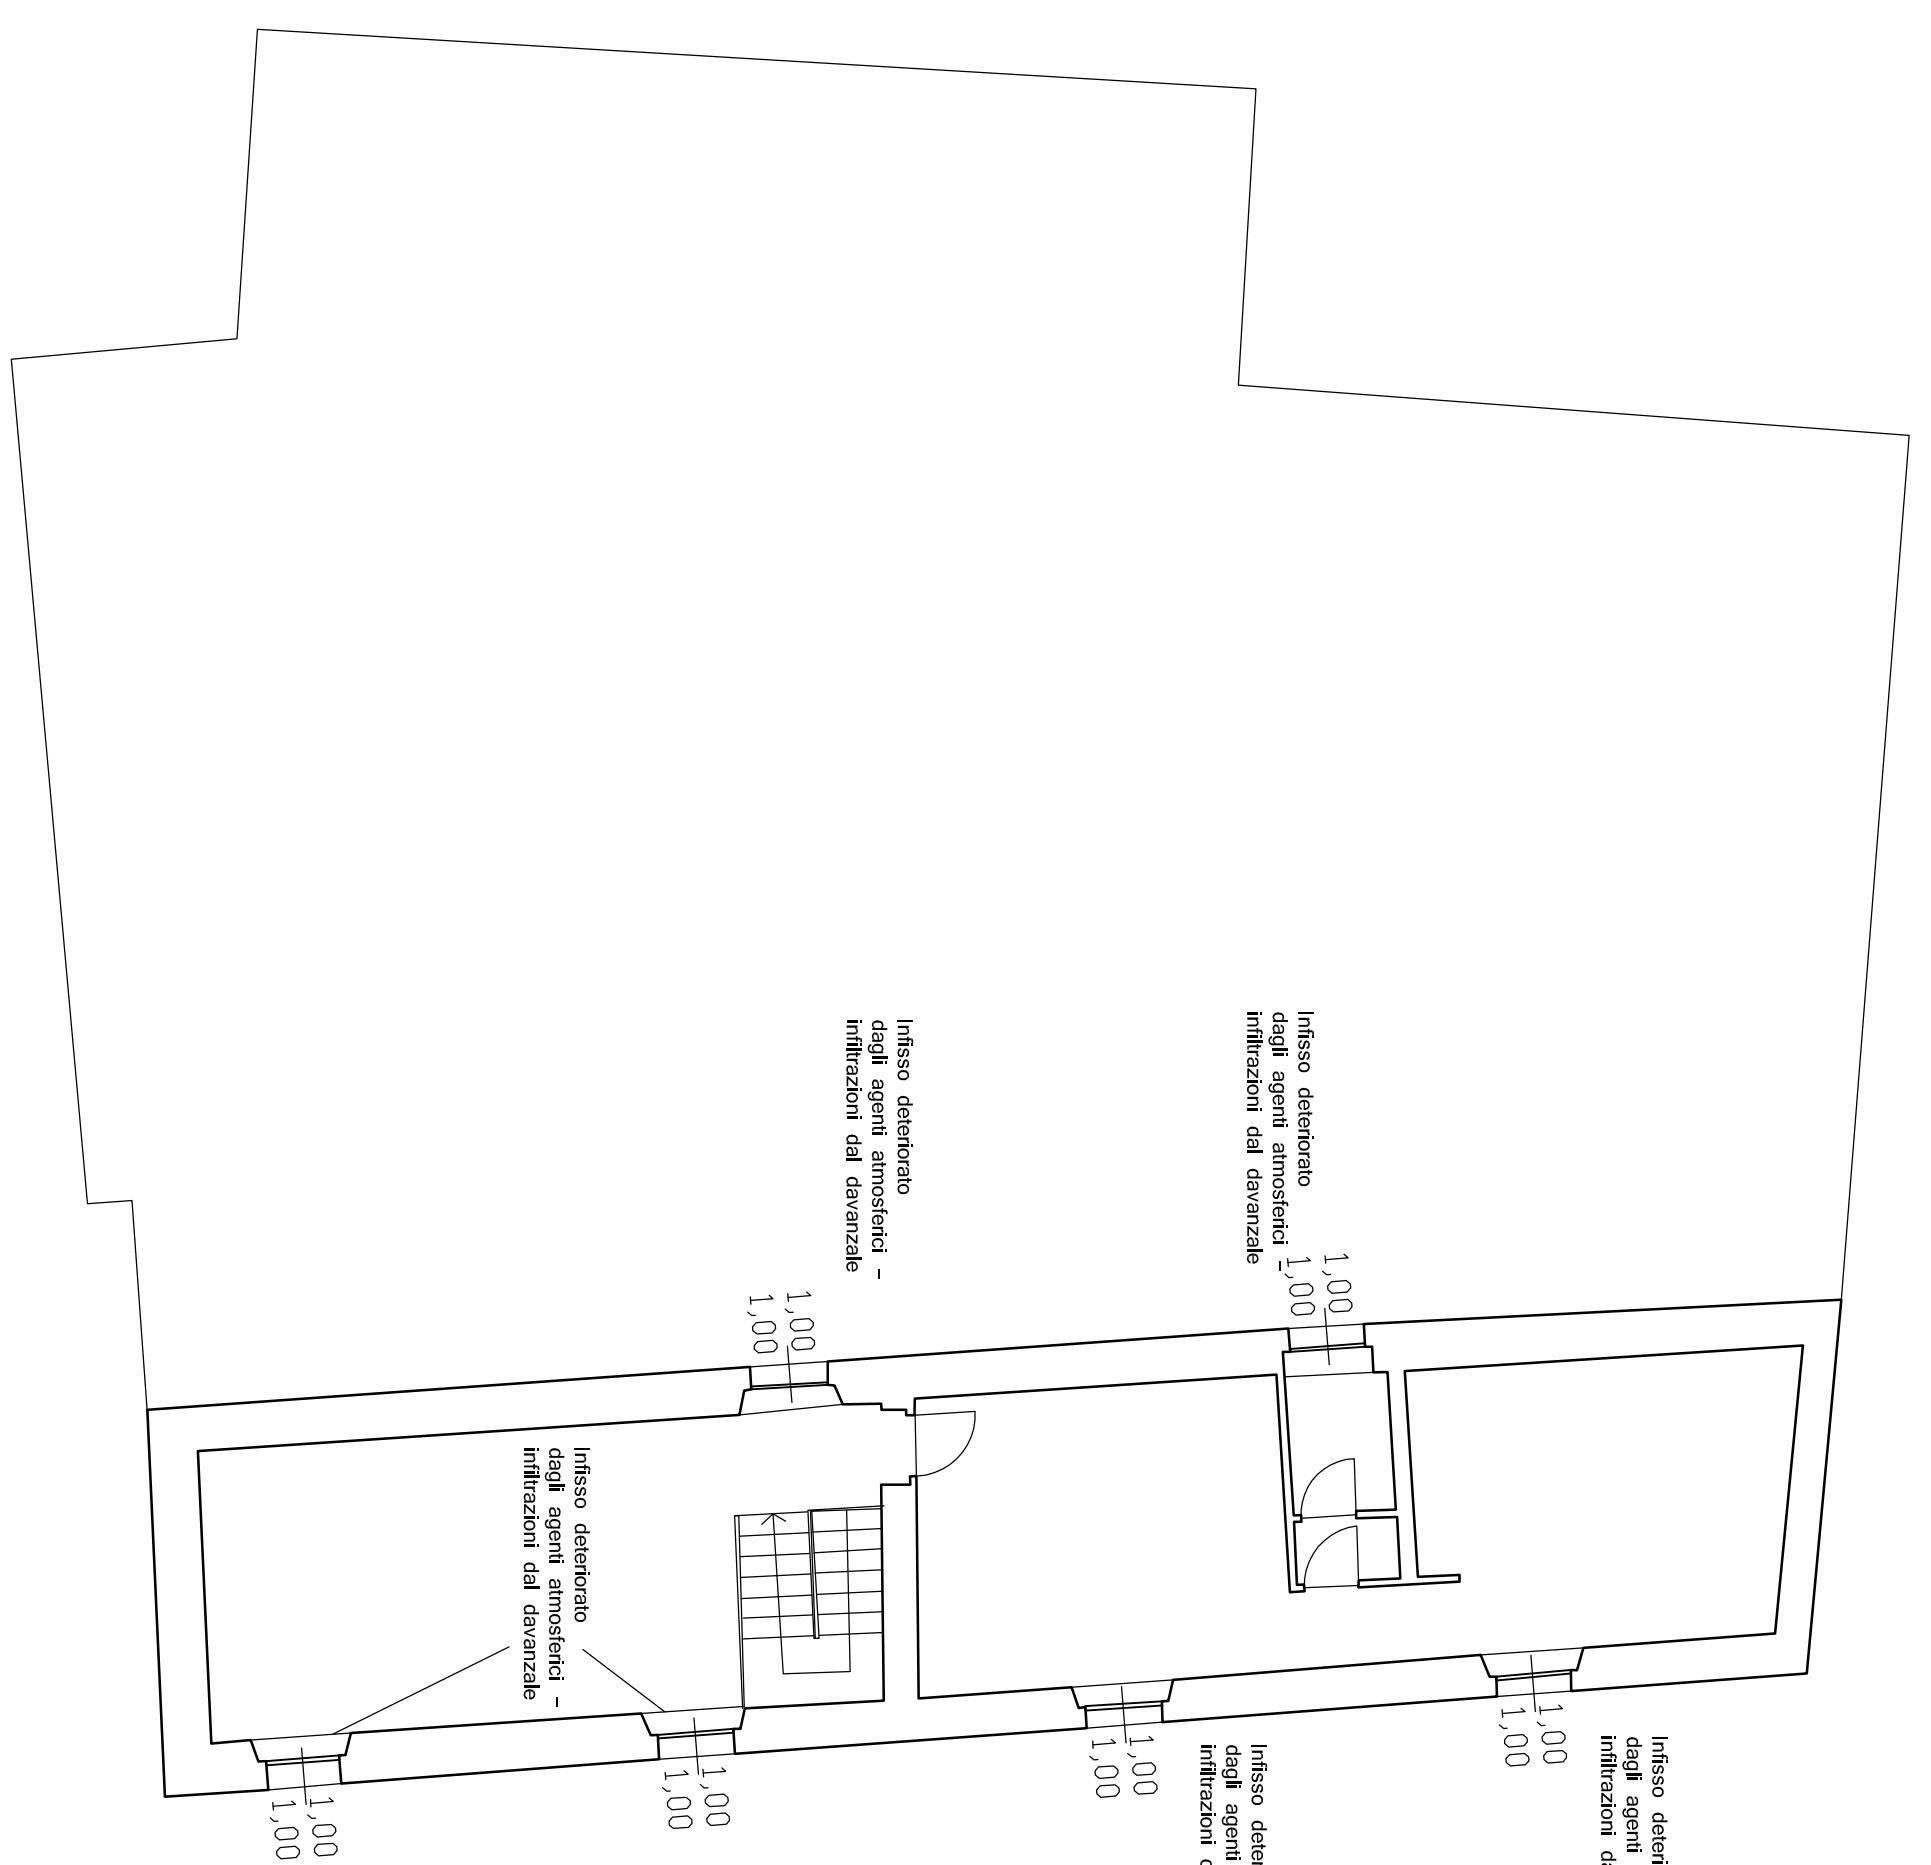 Infisso deteriorato
dagli agenti atmosferici –
infiltrazioni dal davanzale
Infisso deteriorato
dagli agenti atmosferici –
infiltrazioni dal davanzale
1,00
1,00
1,00
1,00
Infisso deteriorato
dagli agenti atmosferici –
infiltrazioni dal davanzale
1,00
1,00
1,00
1,00
1,00
1,00
1,00
1,00
Infisso
dagli agenti
infiltrazioni
Infisso
dagli agenti
infiltrazioni